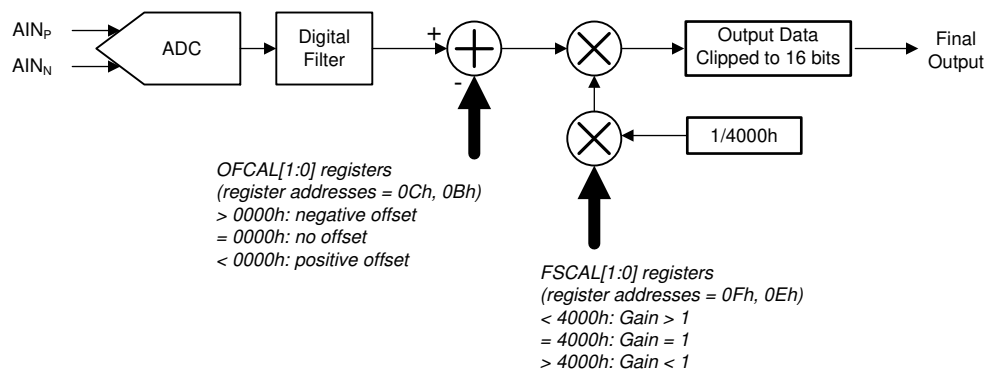 AINP
AINN
ADC
Digital
Filter
+
-
Output Data
Clipped to 16 bits
Final
Output
1/4000h
OFCAL[1:0] registers
(register addresses = 0Ch, 0Bh)
> 0000h: negative offset
= 0000h: no offset
< 0000h: positive offset
FSCAL[1:0] registers
(register addresses = 0Fh, 0Eh)
< 4000h: Gain > 1
= 4000h: Gain = 1
> 4000h: Gain < 1